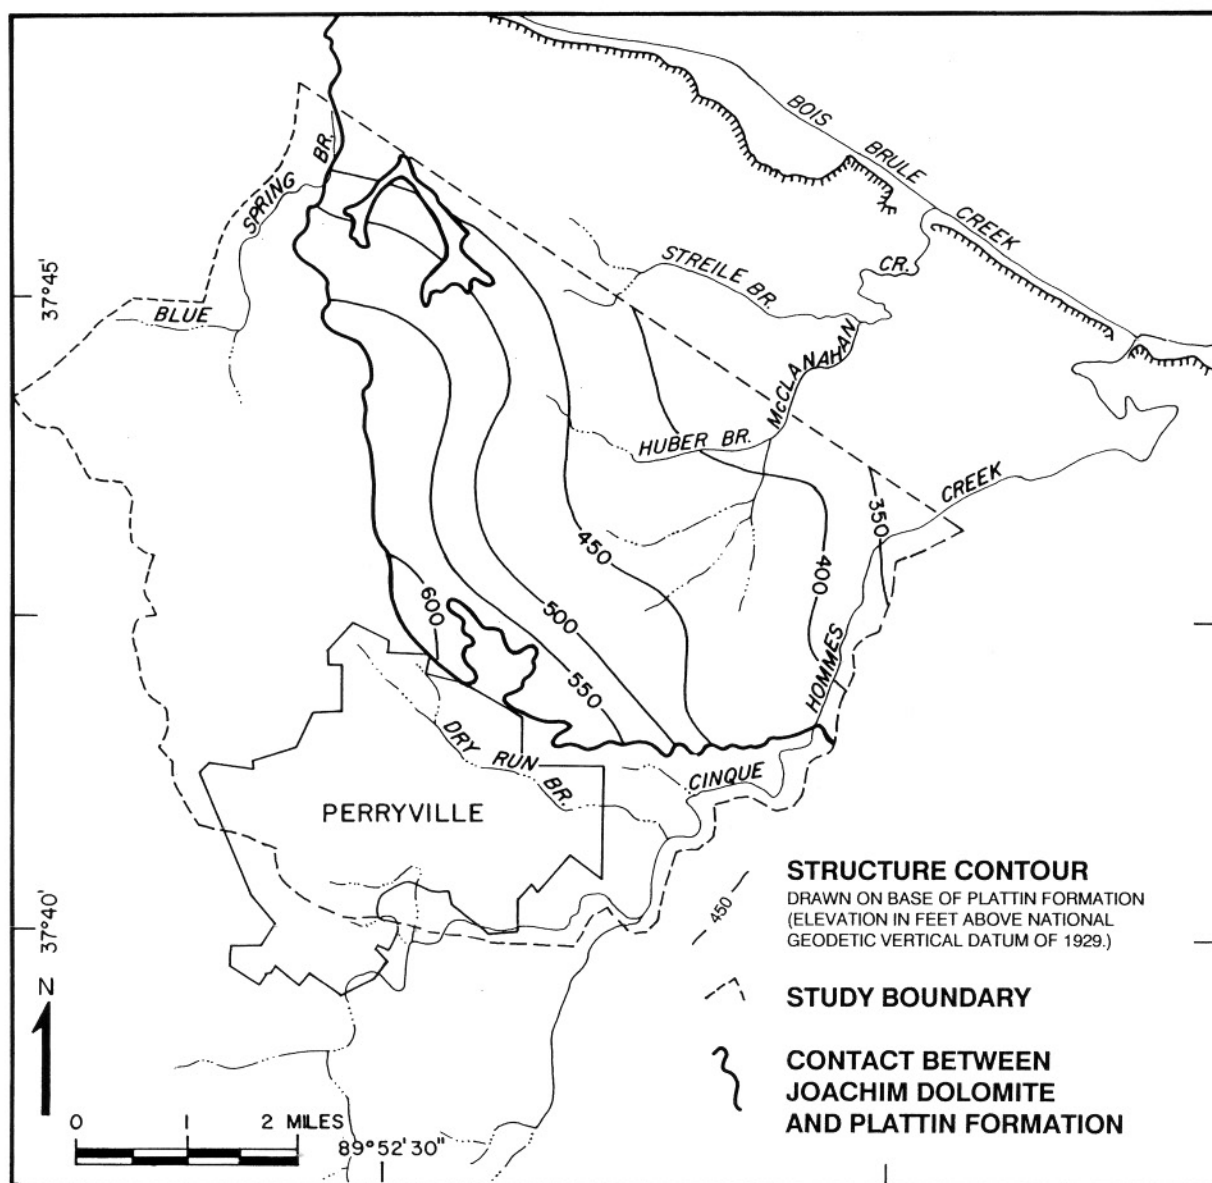 BOIS
BRULE
CREEK
SPRING BR.
BLUE
STREILE BR.
CR.
McCLANAHAN
HUBER BR.
CREEK
37°45'
350
450
400
600
500
HOMMES
550
DRY RUN BR.
CINQUE
PERRYVILLE
37°40'
STRUCTURE CONTOUR
DRAWN ON BASE OF PLATTIN FORMATION
(ELEVATION IN FEET ABOVE NATIONAL
GEODETIC VERTICAL DATUM OF 1929.)
450
STUDY BOUNDARY
N
CONTACT BETWEEN
JOACHIM DOLOMITE
AND PLATTIN FORMATION
0 1 2 MILES
89°52'30"